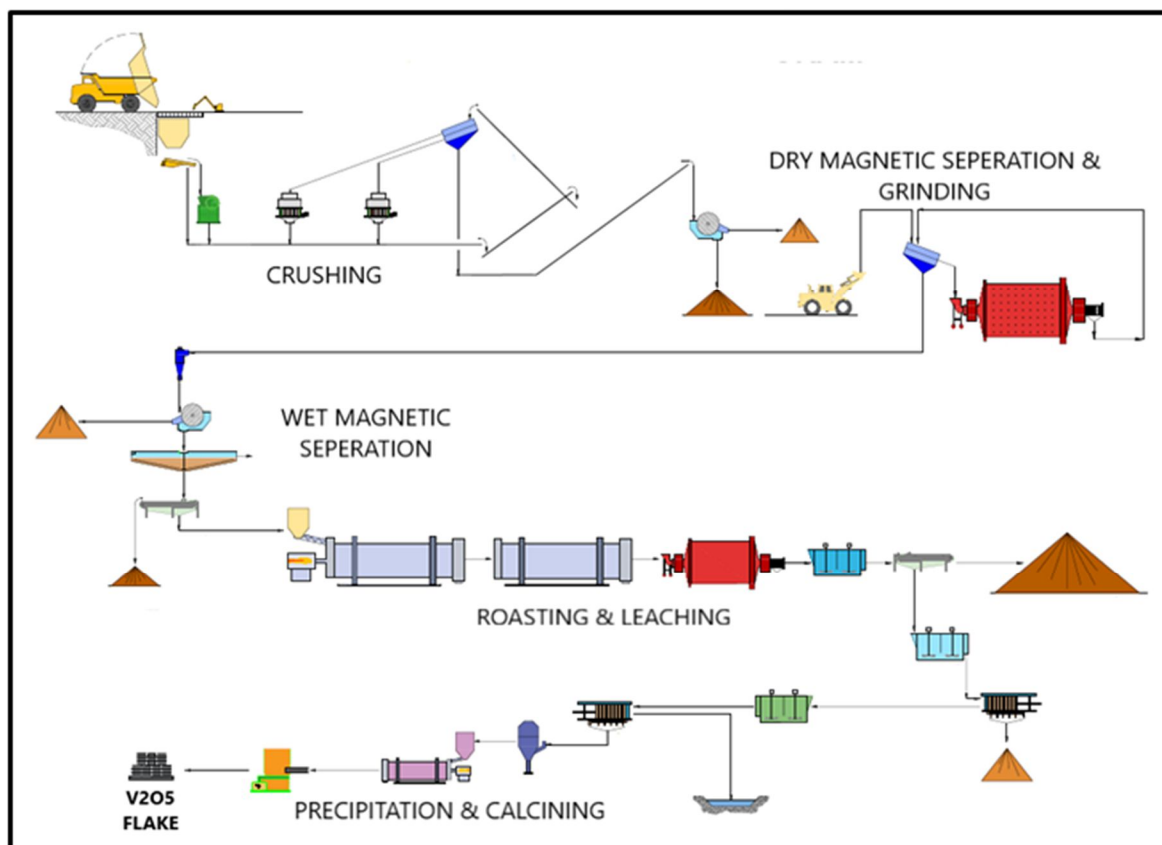 DRY MAGNETIC SEPERATION &
GRINDING
CRUSHING
WET MAGNETIC
SEPERATION
ROASTING & LEACHING
V2O5
FLAKE
PRECIPITATION & CALCINING